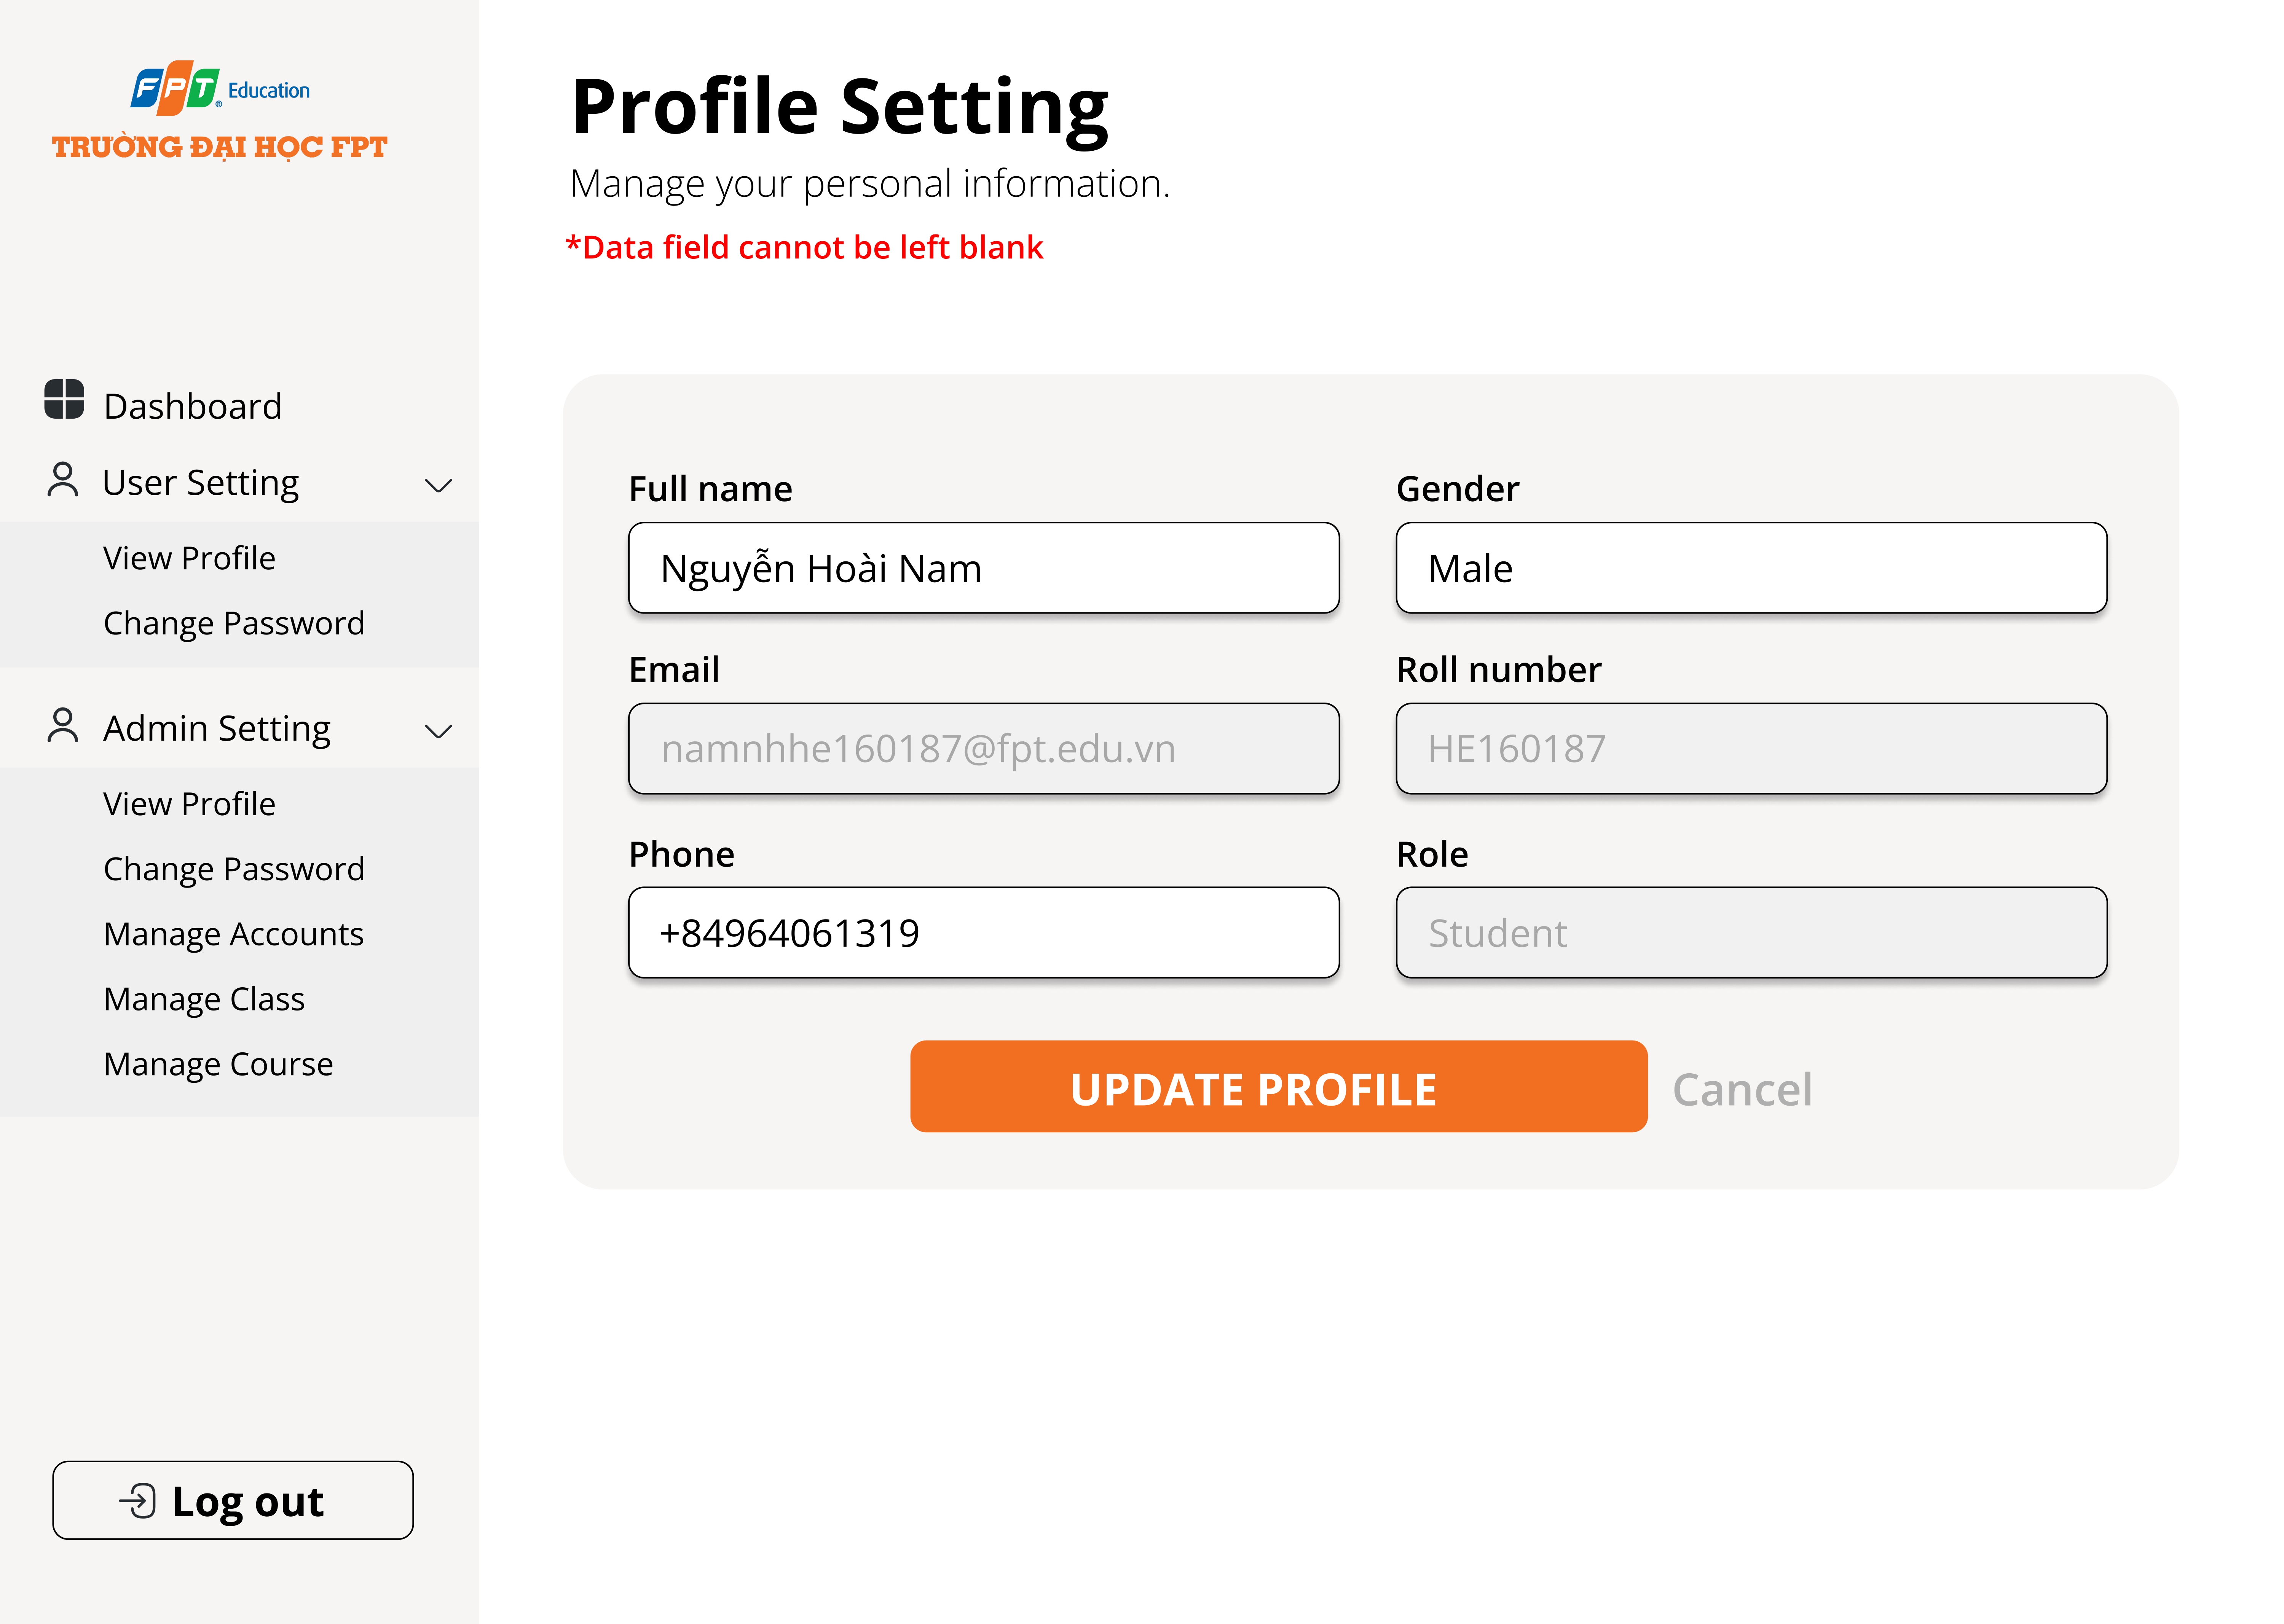 FPT® Education
TRƯỜNG ĐẠI HỌC FPT
Dashboard
User Setting
View Profile
Change Password
Admin Setting
View Profile
Change Password
Manage Accounts
Manage Class
Manage Course
Log out
Profile Setting
Manage your personal information.
*Data field cannot be left blank
Full name
Nguyễn Hoài Nam
Gender
Male
Email
namnhhe160187@fpt.edu.vn
Roll number
HE160187
Phone
+84964061319
Role
Student
UPDATE PROFILE
Cancel